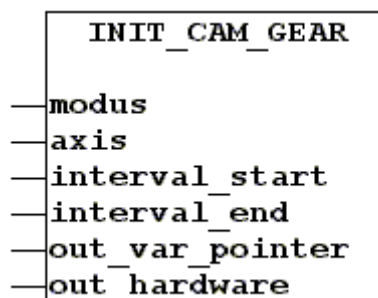 INIT_CAM_GEAR
modus
axis
interval_start
interval_end
out_var_pointer
out_hardware